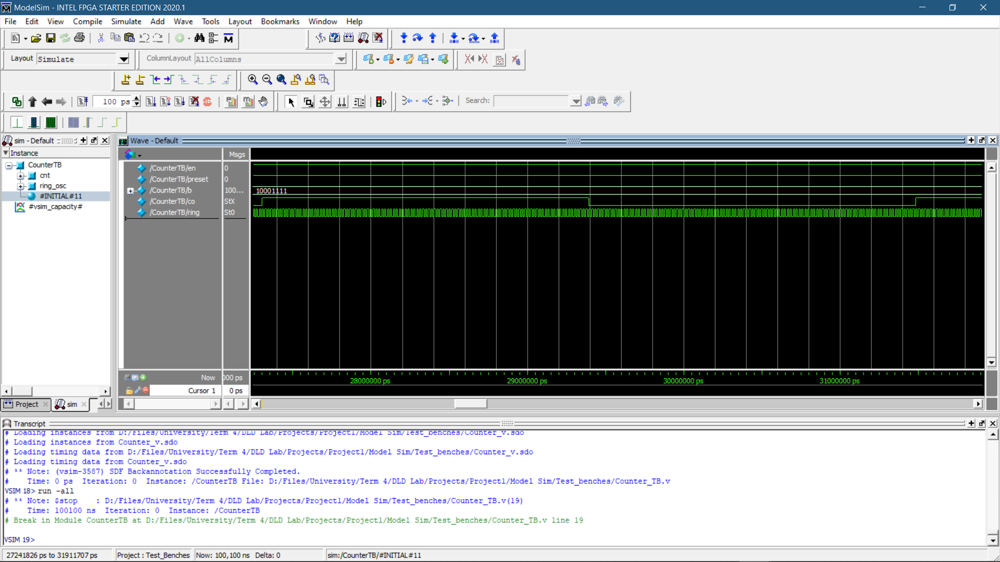 ModelSim - INTEL FPGA STARTER EDITION 2020.1
File Edit View Compile Simulate Add Wave Tools Layout Bookmarks Window Help
Layout Simulate ColumnLayout AllColumns
100 ps Search:
sim - Default
Wave - Default
Instance
Msgs
CounterTB
cnt
ring_osc
#INITIAL#11
#vsim_capacity#
/CounterTB/en 0
/CounterTB/preset 0
/CounterTB/b 100... 10001111
/CounterTB/co StX
/CounterTB/ring St0
Now 000 ps
28000000 ps 29000000 ps 30000000 ps 31000000 ps
Cursor 1 0 ps
Project sim
Transcript
# Loading instances from D:/Files/University/Term 4/DLD Lab/Projects/Project1/Model Sim/Test_benches/Counter_v.sdo
# Loading instances from Counter_v.sdo
# Loading timing data from D:/Files/University/Term 4/DLD Lab/Projects/Project1/Model Sim/Test_benches/Counter_v.sdo
# Loading timing data from Counter_v.sdo
# ** Note: (vsim-3587) SDF Backannotation Successfully Completed.
#    Time: 0 ps  Iteration: 0  Instance: /CounterTB File: D:/Files/University/Term 4/DLD Lab/Projects/Project1/Model Sim/Test_benches/Counter_TB.v
VSIM 18> run -all
# ** Note: $stop    : D:/Files/University/Term 4/DLD Lab/Projects/Project1/Model Sim/Test_benches/Counter_TB.v(19)
#    Time: 100100 ns  Iteration: 0  Instance: /CounterTB
# Break in Module CounterTB at D:/Files/University/Term 4/DLD Lab/Projects/Project1/Model Sim/Test_benches/Counter_TB.v line 19
VSIM 19>
27241826 ps to 31911707 ps Project : Test_Benches Now: 100,100 ns Delta: 0 sim:/CounterTB/#INITIAL#11